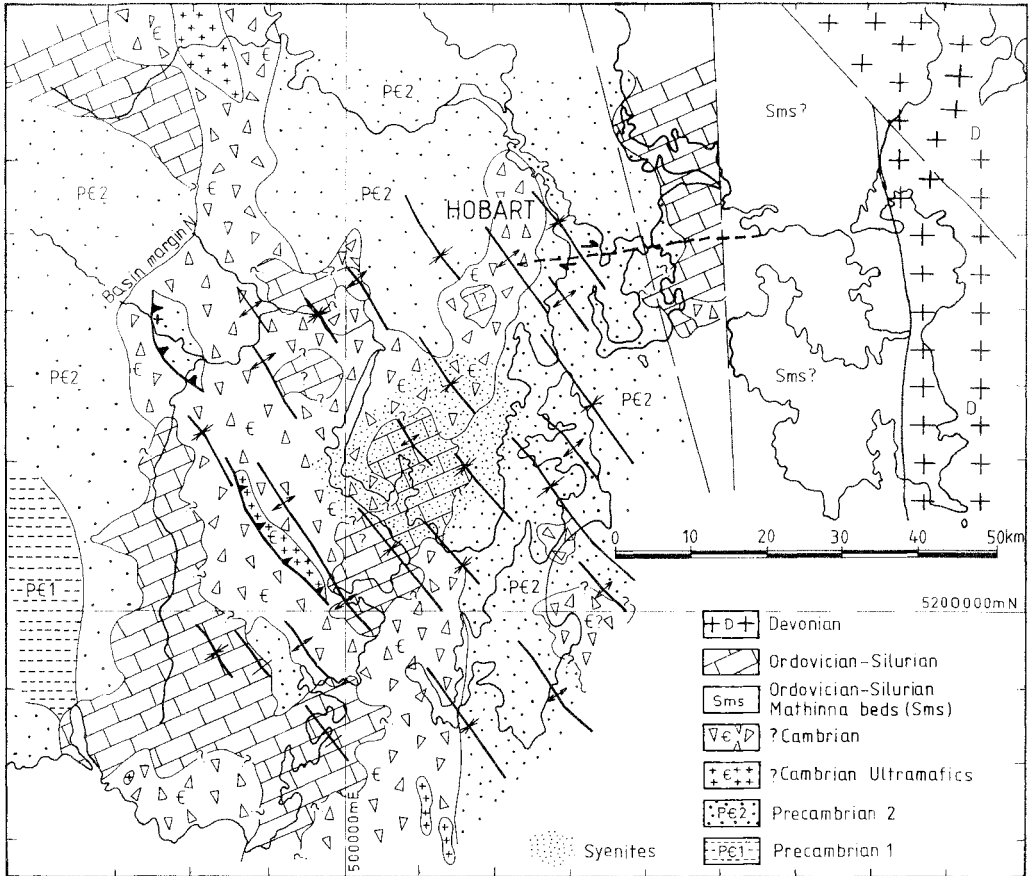 Є
Є
PЄ2
Sms?
D
Є
PЄ2
PЄ2
HOBART
Basin margin N
Є
?
Є
PЄ2
Є
?
Є
Sms?
PЄ2
D
Є
?
Є
Є
?
0 10 20 30 40 50km
PЄ1
PЄ2
?
Є?
5200000mN
Є
Є
Є
500000mE
Syenites
D Devonian
Ordovician-Silurian
Sms Ordovician-Silurian
Mathinna beds (Sms)
Є ?Cambrian
Є ?Cambrian Ultramafics
PЄ2 Precambrian 2
PЄ1 Precambrian 1